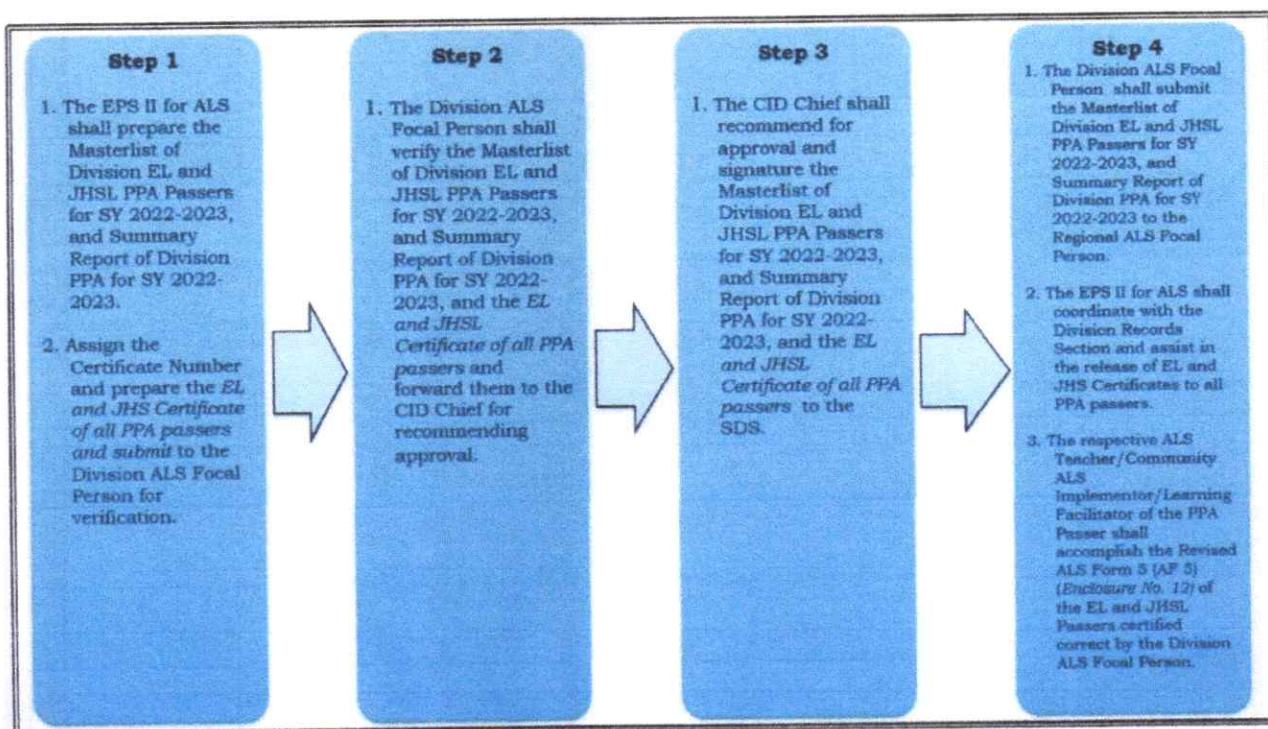 Step 1
1. The EPS II for ALS
shall prepare the
Masterlist of
Division EL and
JHSL PPA Passers
for SY 2022-2023,
and Summary
Report of Division
PPA for SY 2022-
2023.
2. Assign the
Certificate Number
and prepare the EL
and JHS Certificate
of all PPA passers
and submit to the
Division ALS Focal
Person for
verification.
Step 2
1. The Division ALS
Focal Person shall
verify the Masterlist
of Division EL and
JHSL PPA Passers
for SY 2022-2023,
and Summary
Report of Division
PPA for SY 2022-
2023, and the EL
and JHSL
Certificate of all PPA
passers and
forward them to the
CID Chief for
recommending
approval.
Step 3
1. The CID Chief shall
recommend for
approval and
signature the
Masterlist of
Division EL and
JHSL PPA Passers
for SY 2022-2023,
and Summary
Report of Division
PPA for SY 2022-
2023, and the EL
and JHSL
Certificate of all PPA
passers to the
SDS.
Step 4
1. The Division ALS Focal
Person shall submit
the Masterlist of
Division EL and JHSL
PPA Passers for SY
2022-2023, and
Summary Report of
Division PPA for SY
2022-2023 to the
Regional ALS Focal
Person.
2. The EPS II for ALS shall
coordinate with the
Division Records
Section and assist in
the release of EL and
JHS Certificates to all
PPA passers.
3. The respective ALS
Teacher/Community
ALS
Implementor/Learning
Facilitator of the PPA
Passer shall
accomplish the Revised
ALS Form 5 (AF 5)
(Enclosure No. 12) of
the EL and JHSL
Passers certified
correct by the Division
ALS Focal Person.